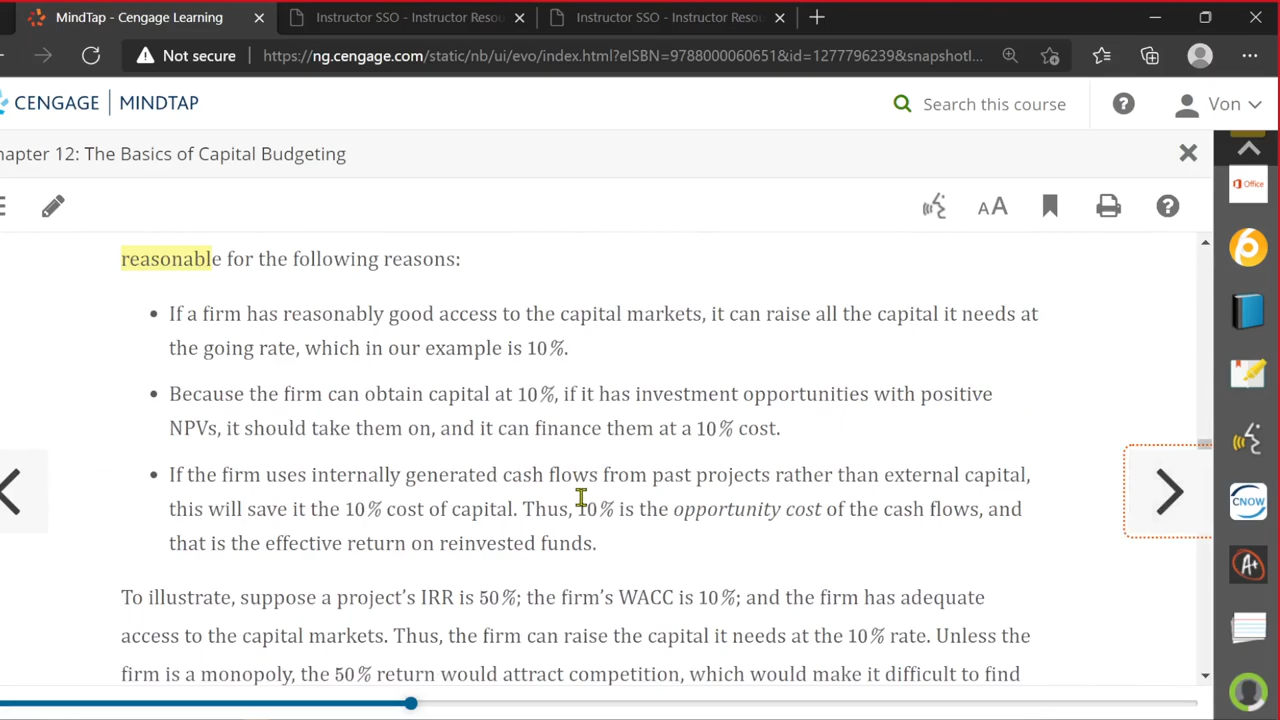 MindTap - Cengage Learning
Instructor SSO - Instructor Resou
Instructor SSO - Instructor Resou
Not secure https://ng.cengage.com/static/nb/ui/evo/index.html?eISBN=9788000060651&id=1277796239&snapshotI...
CENGAGE MINDTAP
Search this course
Von
hapter 12: The Basics of Capital Budgeting
AA
Office
CNOW
A+
reasonable for the following reasons:
• If a firm has reasonably good access to the capital markets, it can raise all the capital it needs at
the going rate, which in our example is 10%.
• Because the firm can obtain capital at 10%, if it has investment opportunities with positive
NPVs, it should take them on, and it can finance them at a 10% cost.
• If the firm uses internally generated cash flows from past projects rather than external capital,
this will save it the 10% cost of capital. Thus, 10% is the opportunity cost of the cash flows, and
that is the effective return on reinvested funds.
To illustrate, suppose a project's IRR is 50%; the firm's WACC is 10%; and the firm has adequate
access to the capital markets. Thus, the firm can raise the capital it needs at the 10% rate. Unless the
firm is a monopoly, the 50% return would attract competition, which would make it difficult to find